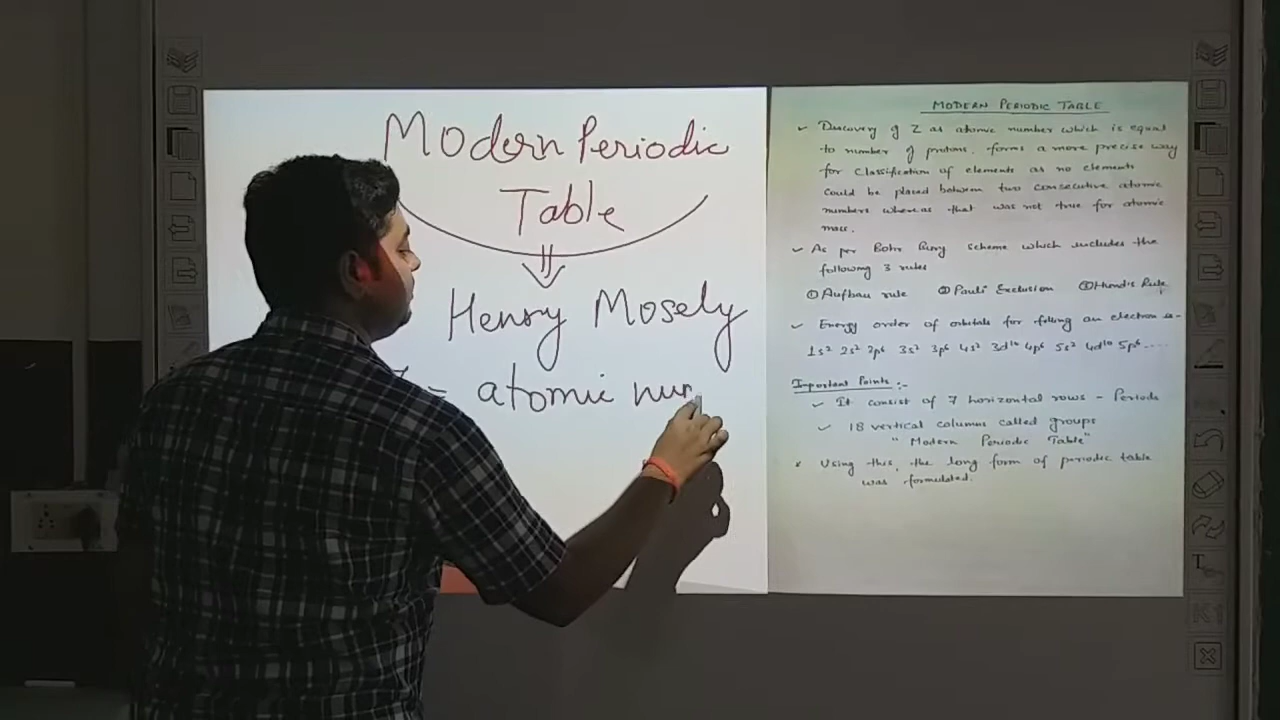 Modern Periodic
Table
Henry Mosely
= atomic num
MODERN PERIODIC TABLE
Discovery of Z as atomic number which is equal
to number of protons. forms a more precise way
for classification of elements as no elements
could be placed between two consecutive atomic
numbers whereas that was not true for atomic
mass.
As per Bohr Bury scheme which includes the
following 3 rules
① Aufbau rule ② Pauli Exclusion ③ Hund's Rule
Energy order of orbitals for filling an electron is -
1s² 2s² 2p⁶ 3s² 3p⁶ 4s² 3d¹⁰ 4p⁶ 5s² 4d¹⁰ 5p⁶ ....
Important Points :-
It consist of 7 horizontal rows - Periods
18 vertical columns called groups
"Modern Periodic Table"
Using this, the long form of periodic table
was formulated.
T
K1